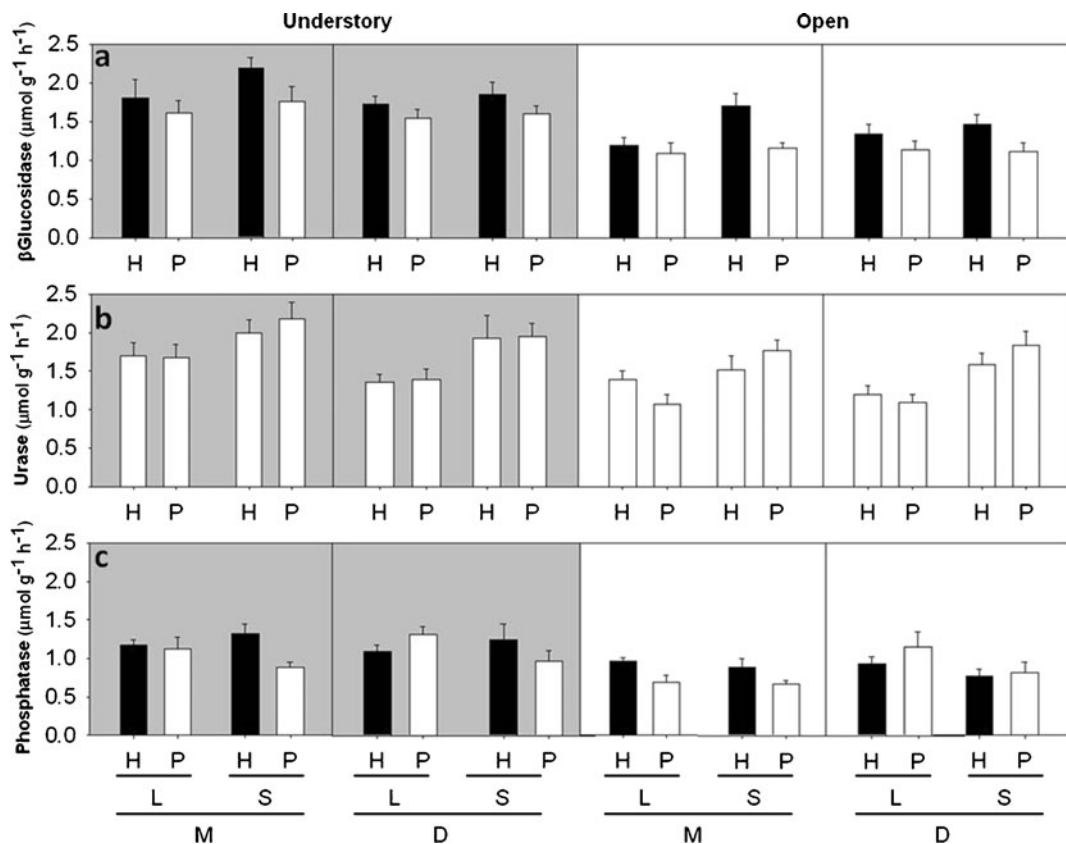 Understory Open
a
βGlucosidase (μmol g⁻¹ h⁻¹)
2.5
2.0
1.5
1.0
0.5
0.0
H P H P H P H P H P H P H P H P
b
Urase (μmol g⁻¹ h⁻¹)
2.5
2.0
1.5
1.0
0.5
0.0
H P H P H P H P H P H P H P H P
c
Phosphatase (μmol g⁻¹ h⁻¹)
2.5
2.0
1.5
1.0
0.5
0.0
H P H P H P H P H P H P H P H P
L S L S L S L S
M D M D